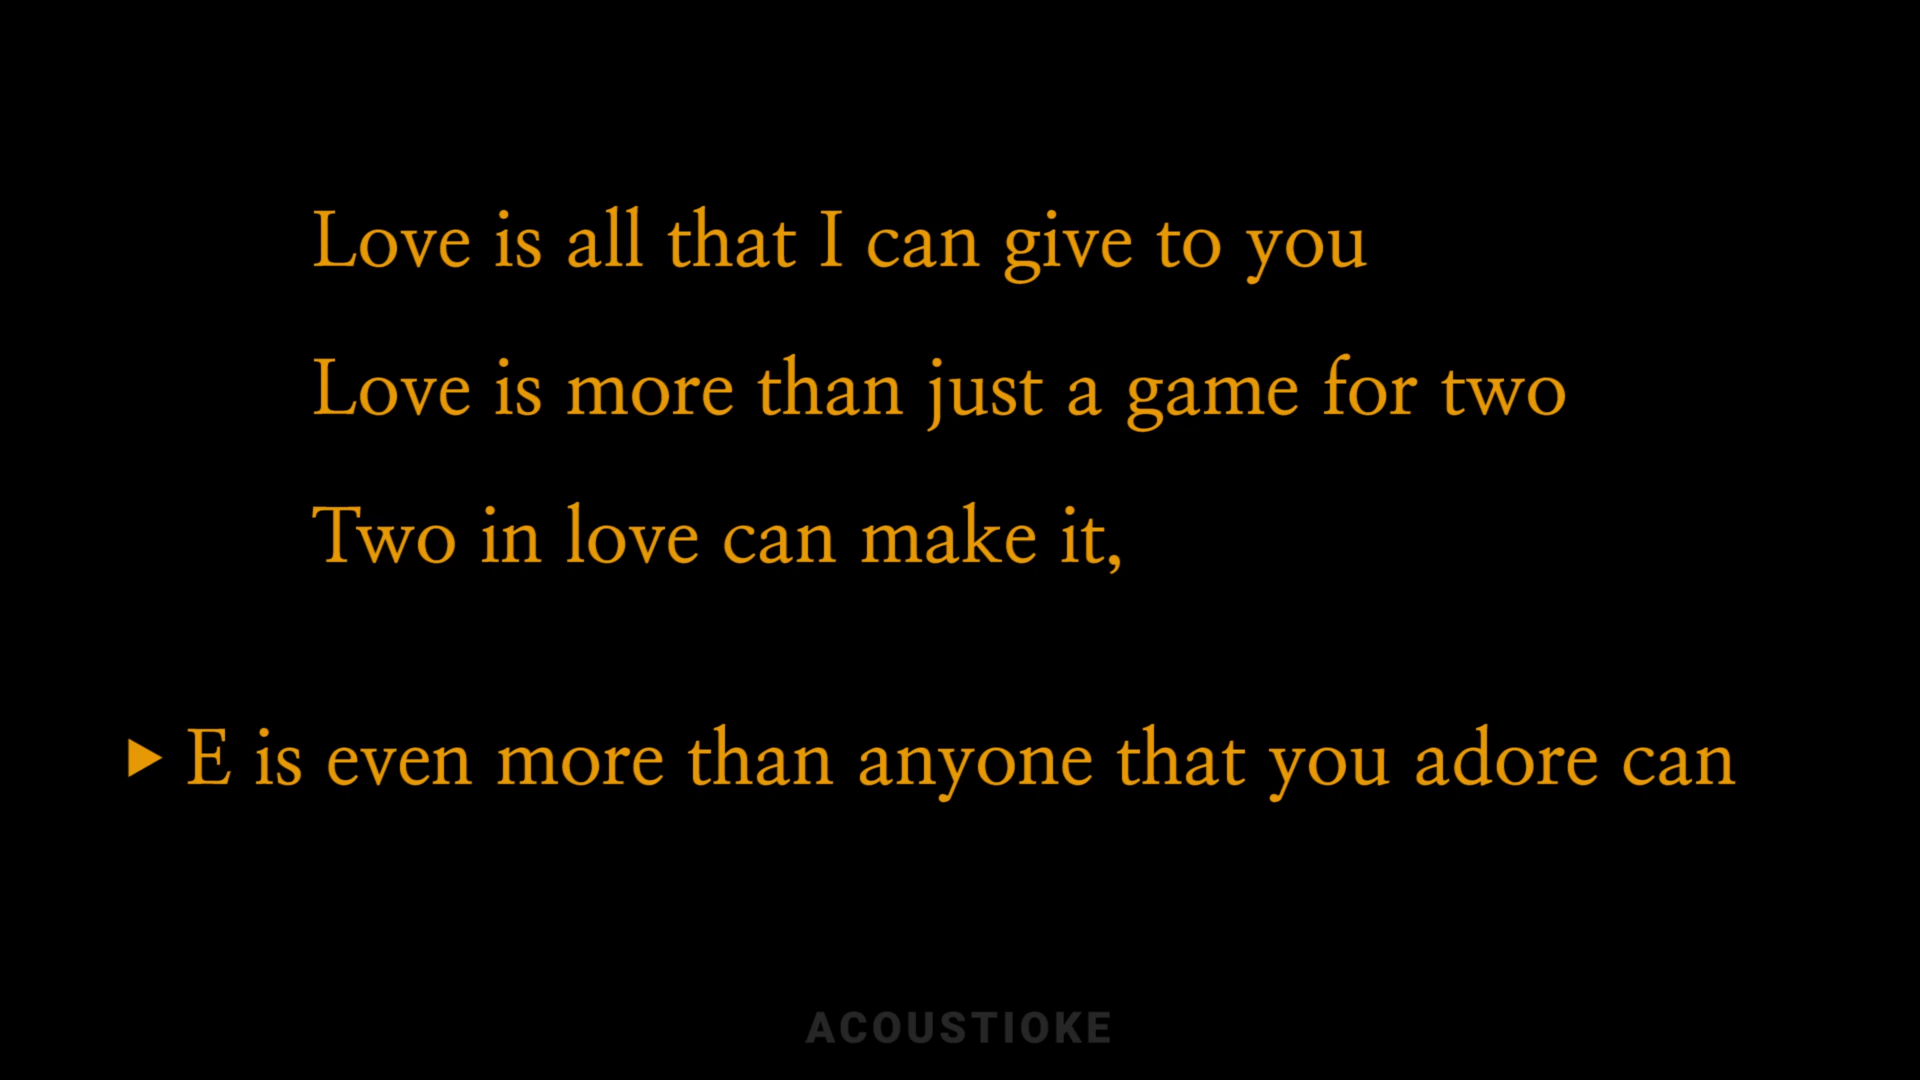 Love is all that I can give to you
Love is more than just a game for two
Two in love can make it,
▶ E is even more than anyone that you adore can
ACOUSTIOKE